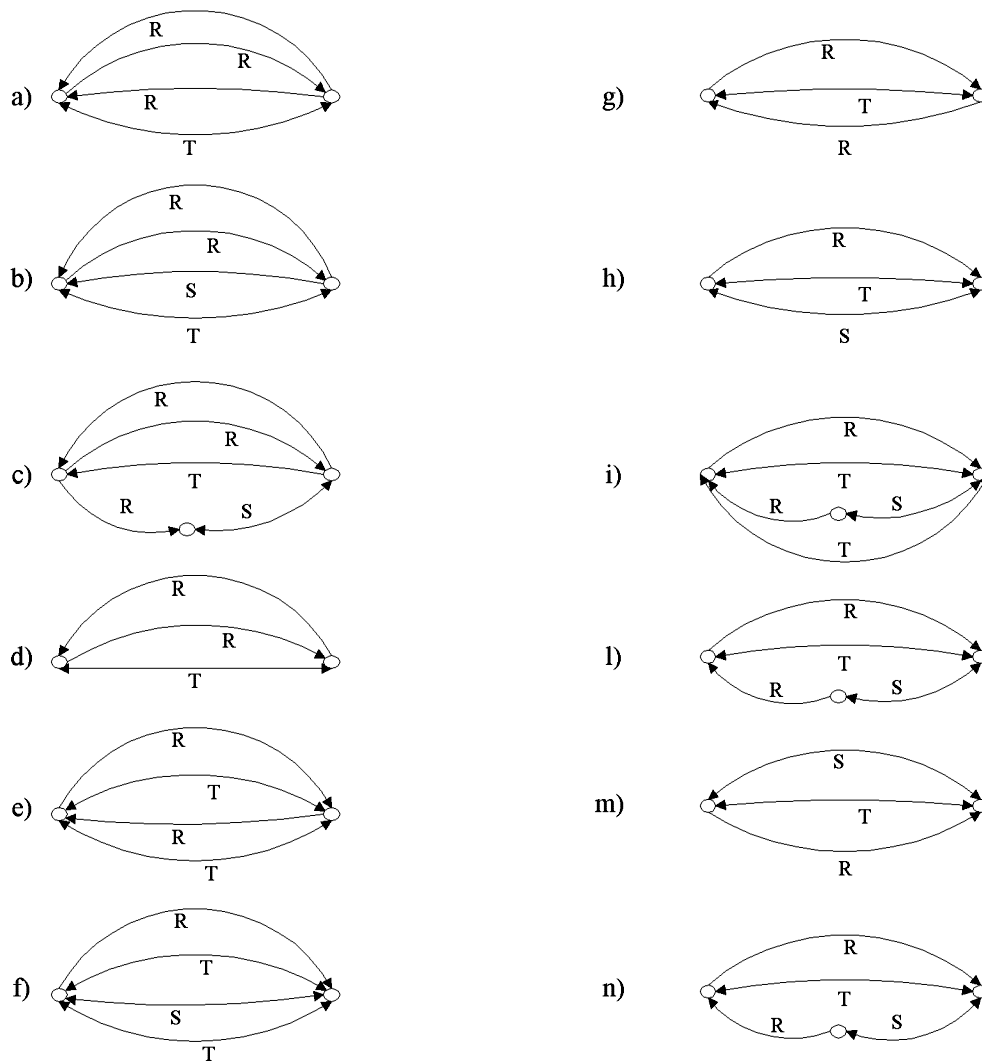 a) R R R T
b) R R S T
c) R R T R S
d) R R T
e) R T R T
f) R T S T
g) R T R
h) R T S
i) R T R S T
l) R T R S
m) S T R
n) R T R S